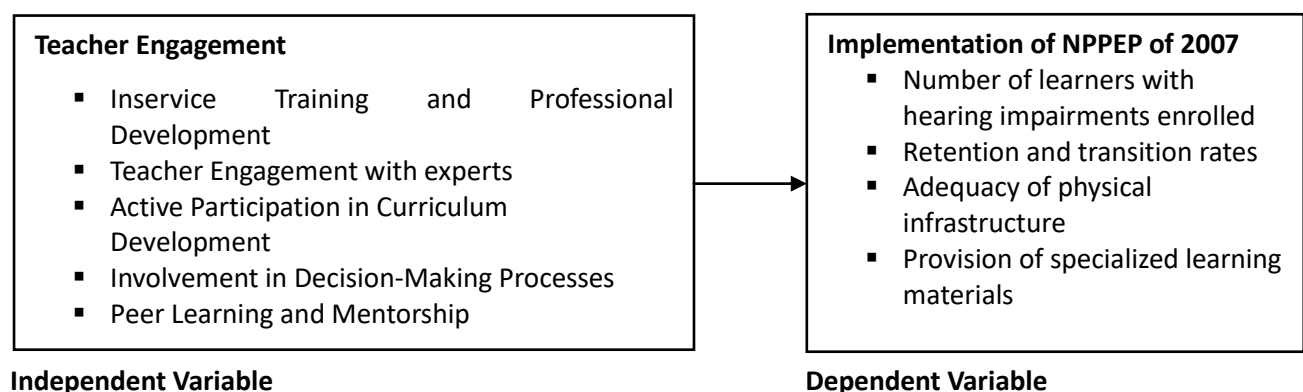 Teacher Engagement
▪ Inservice Training and Professional
Development
▪ Teacher Engagement with experts
▪ Active Participation in Curriculum
Development
▪ Involvement in Decision-Making Processes
▪ Peer Learning and Mentorship
Independent Variable
Implementation of NPPEP of 2007
▪ Number of learners with
hearing impairments enrolled
▪ Retention and transition rates
▪ Adequacy of physical
infrastructure
▪ Provision of specialized learning
materials
Dependent Variable